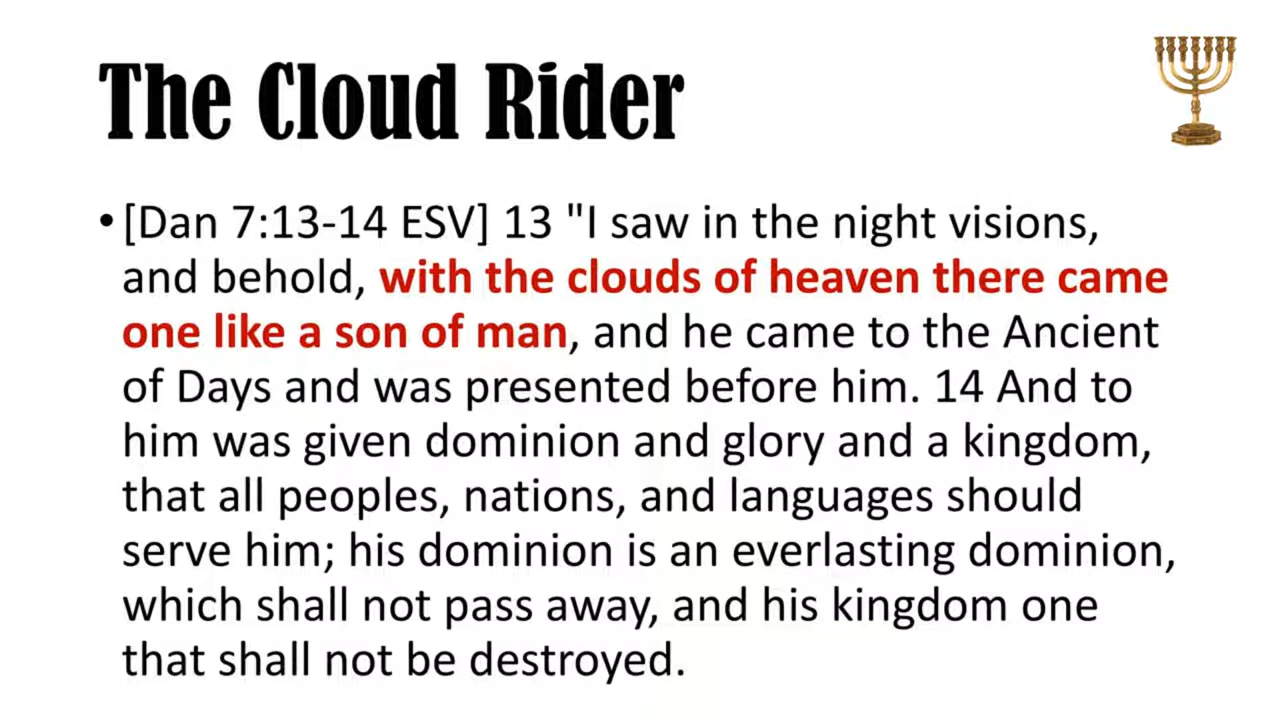 The Cloud Rider
• [Dan 7:13-14 ESV] 13 "I saw in the night visions,
and behold, with the clouds of heaven there came
one like a son of man, and he came to the Ancient
of Days and was presented before him. 14 And to
him was given dominion and glory and a kingdom,
that all peoples, nations, and languages should
serve him; his dominion is an everlasting dominion,
which shall not pass away, and his kingdom one
that shall not be destroyed.